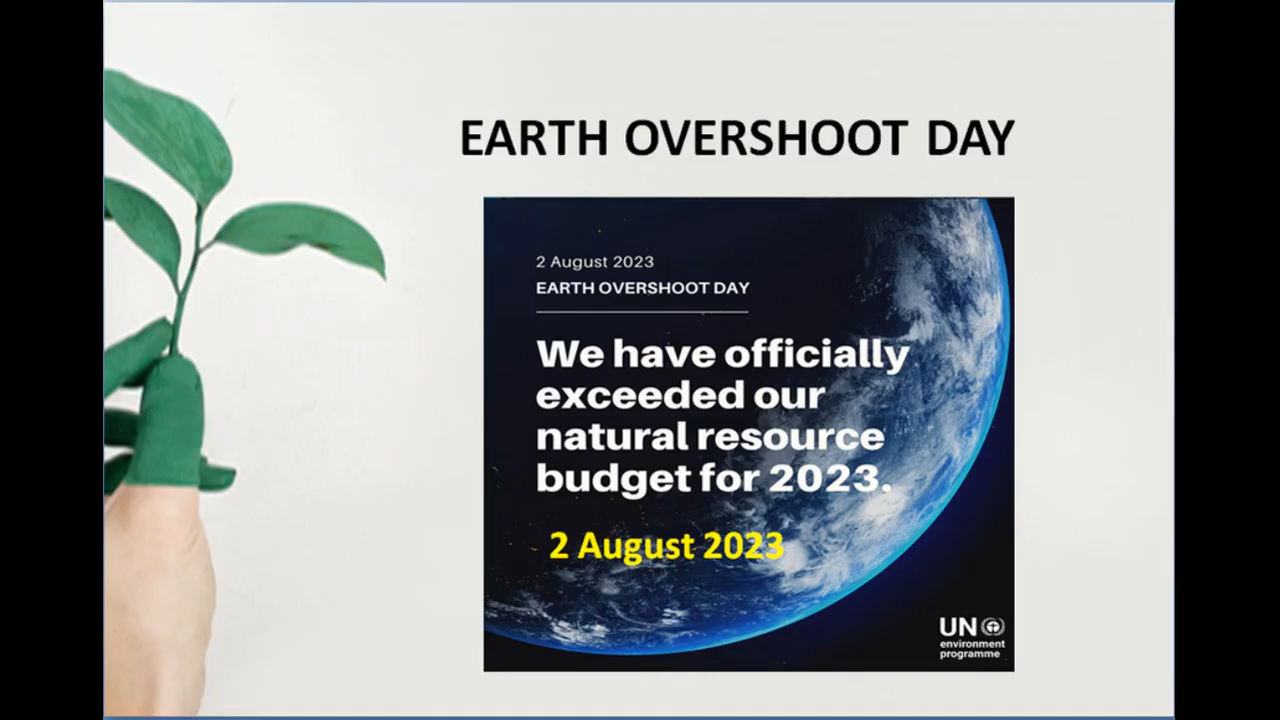 EARTH OVERSHOOT DAY
2 August 2023
EARTH OVERSHOOT DAY
We have officially
exceeded our
natural resource
budget for 2023.
2 August 2023
UN
environment
programme